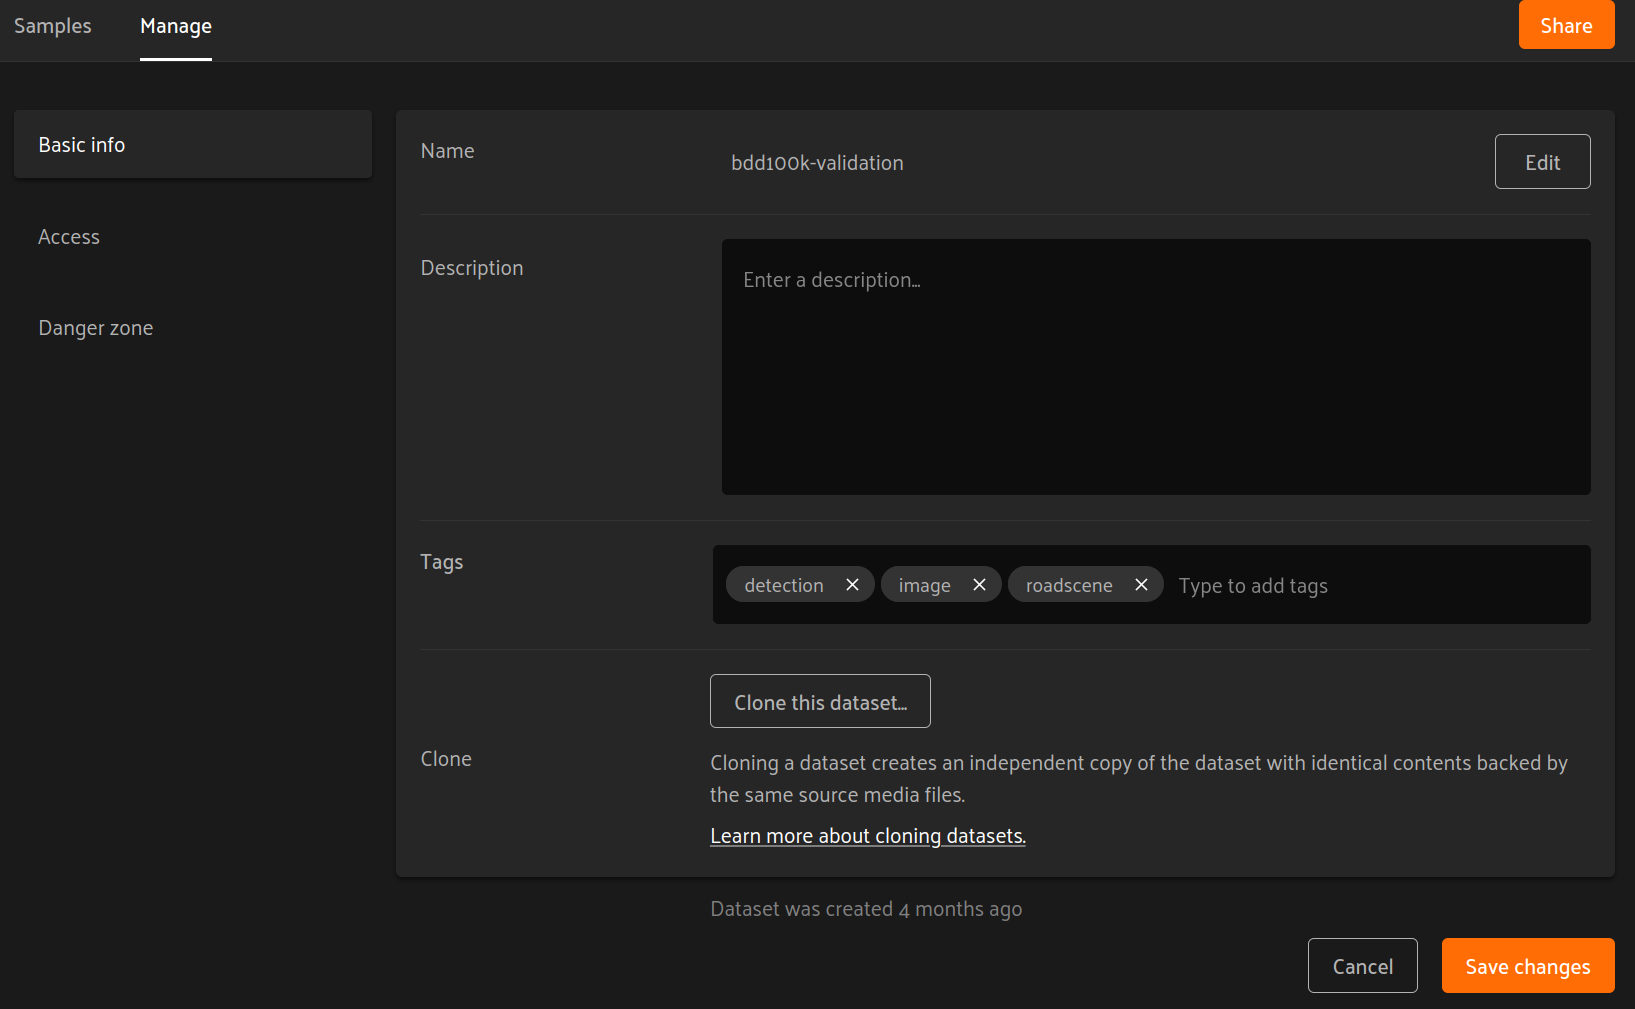 Samples
Manage
Share
Basic info
Access
Danger zone
Name
bdd100k-validation
Edit
Description
Enter a description...
Tags
detection
image
roadscene
Type to add tags
Clone this dataset...
Clone
Cloning a dataset creates an independent copy of the dataset with identical contents backed by
the same source media files.
Learn more about cloning datasets.
Dataset was created 4 months ago
Cancel
Save changes